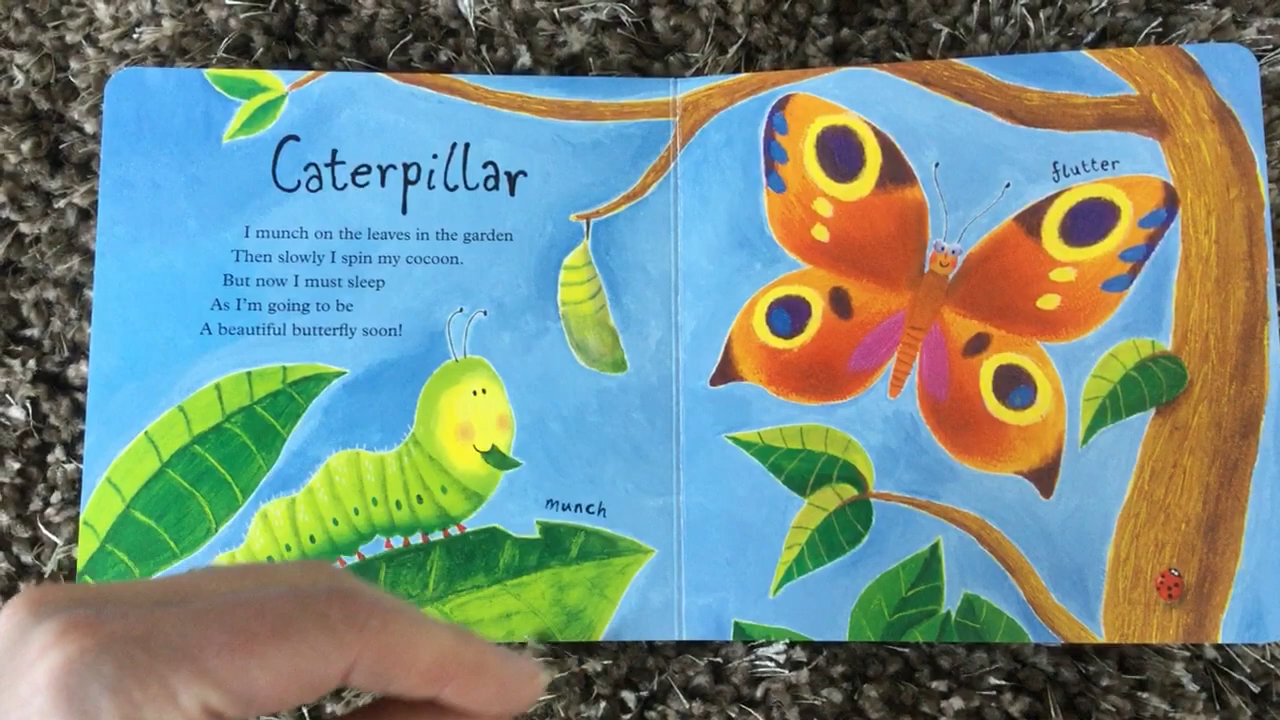 Caterpillar
I munch on the leaves in the garden
Then slowly I spin my cocoon.
But now I must sleep
As I'm going to be
A beautiful butterfly soon!
munch
flutter